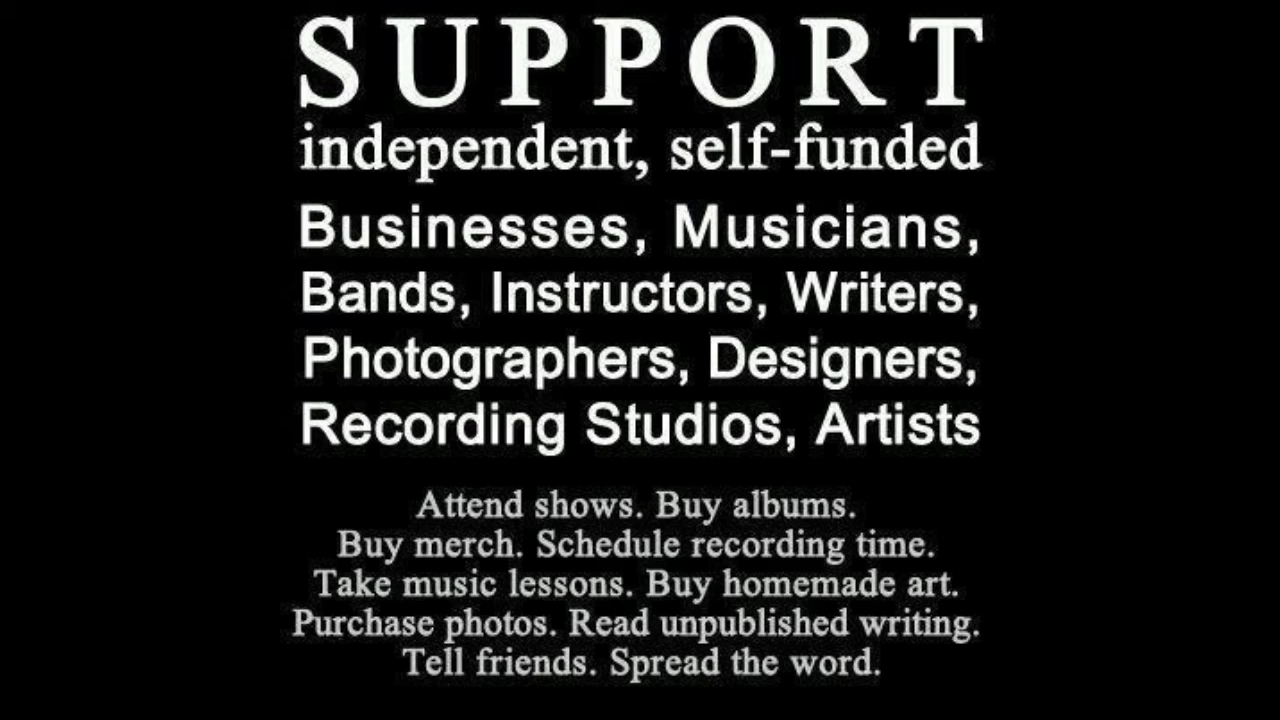 SUPPORT
independent, self-funded
Businesses, Musicians,
Bands, Instructors, Writers,
Photographers, Designers,
Recording Studios, Artists
Attend shows. Buy albums.
Buy merch. Schedule recording time.
Take music lessons. Buy homemade art.
Purchase photos. Read unpublished writing.
Tell friends. Spread the word.